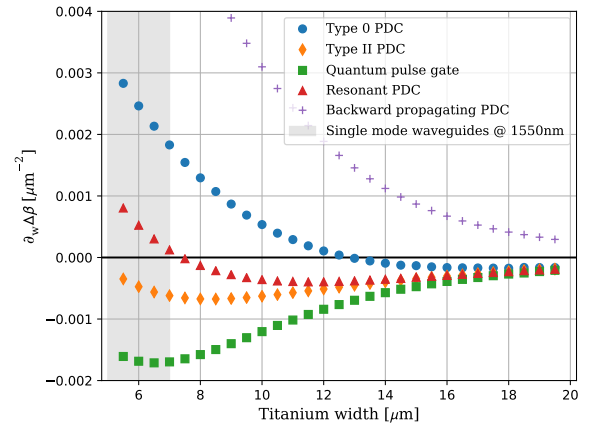 0.004
0.003
0.002
0.001
0.000
−0.001
−0.002
∂wΔβ [μm⁻²]
Type 0 PDC
Type II PDC
Quantum pulse gate
Resonant PDC
Backward propagating PDC
Single mode waveguides @ 1550nm
6 8 10 12 14 16 18 20
Titanium width [μm]